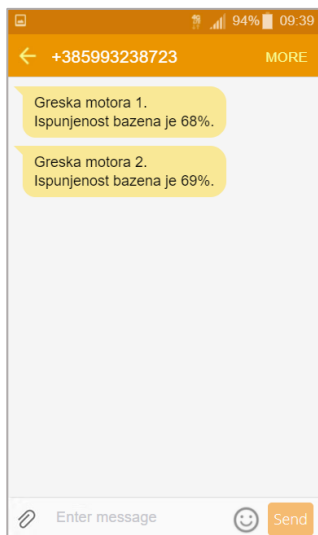 94% 09:39
+385993238723 MORE
Greska motora 1.
Ispunjenost bazena je 68%.
Greska motora 2.
Ispunjenost bazena je 69%.
Enter message Send